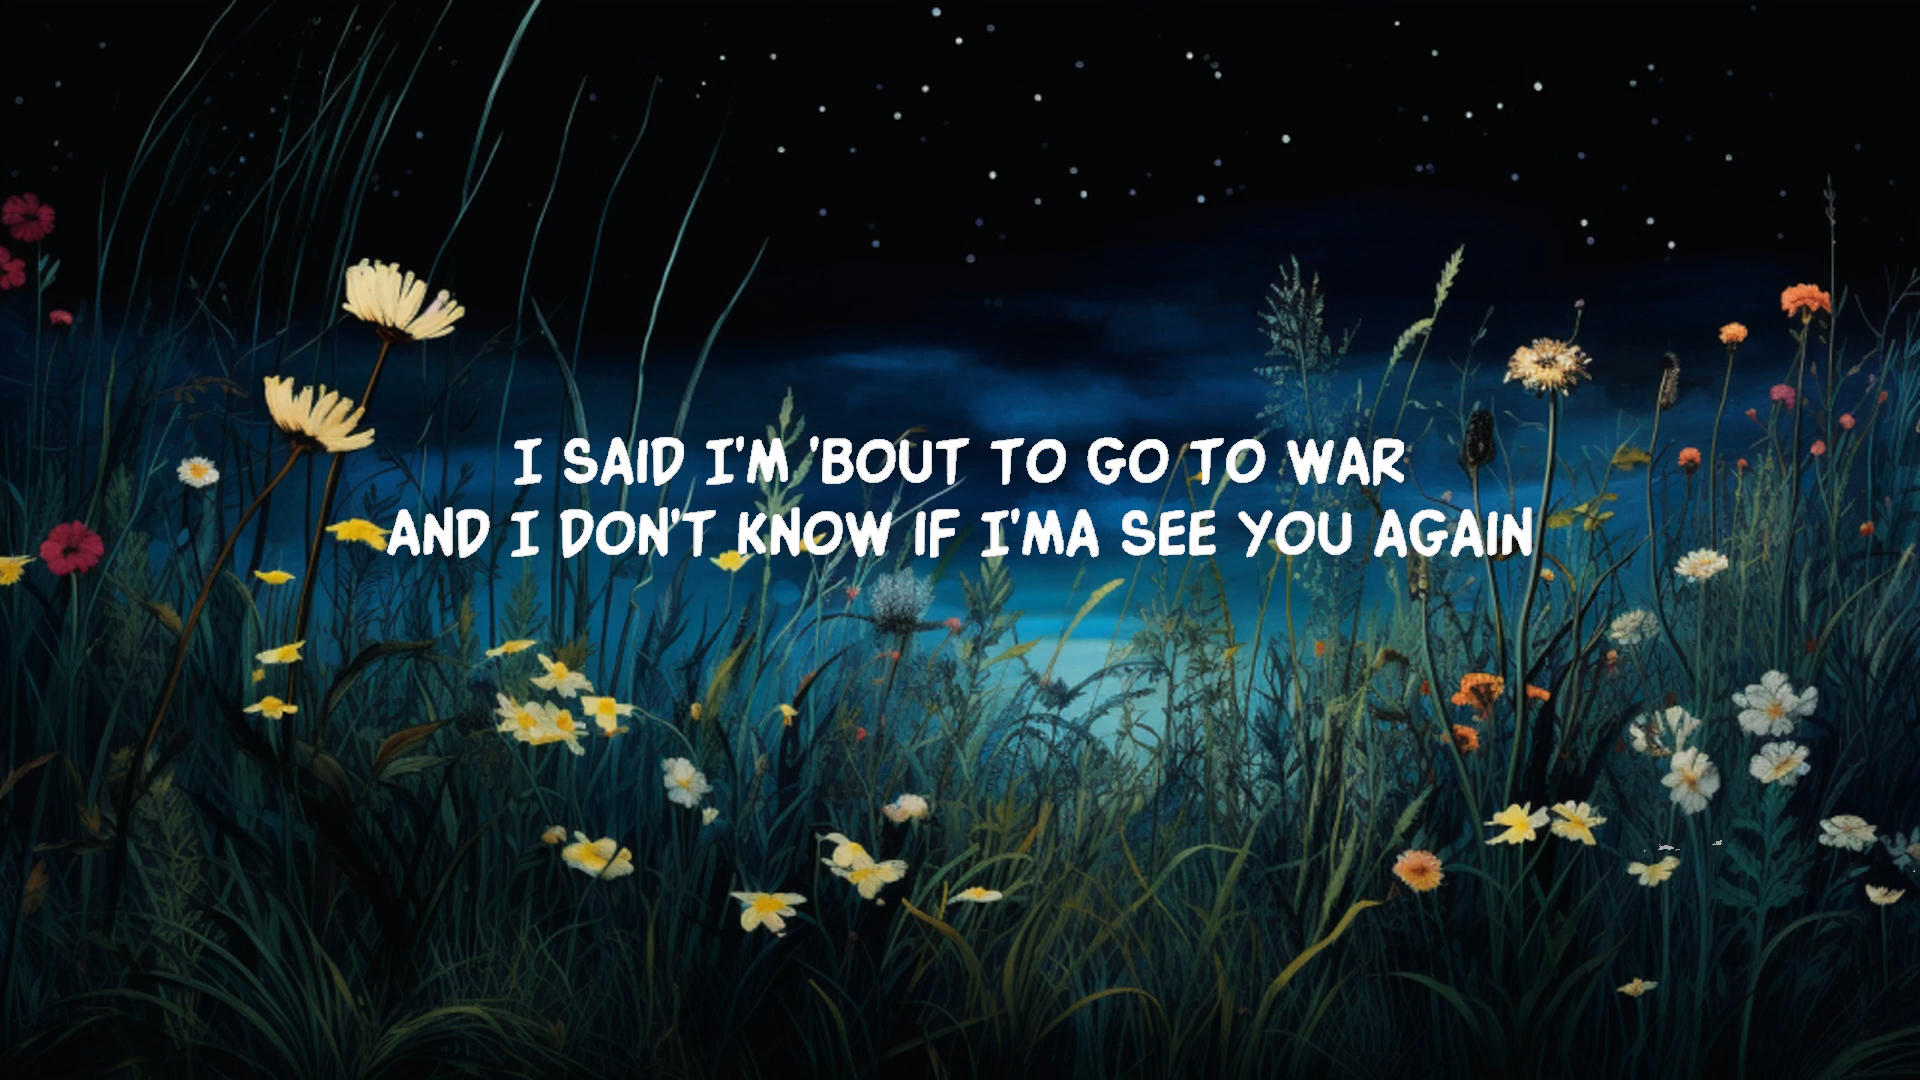 I SAID I'M 'BOUT TO GO TO WAR
AND I DON'T KNOW IF I'MA SEE YOU AGAIN